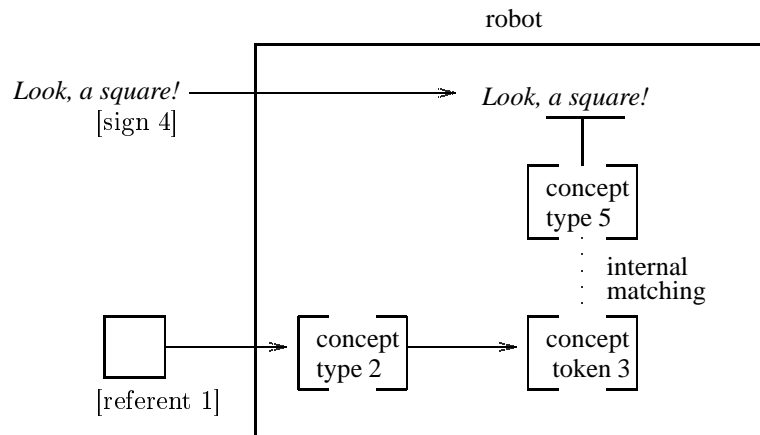 robot
Look, a square!
[sign 4]
Look, a square!
concept
type 5
internal
matching
concept
type 2
concept
token 3
[referent 1]